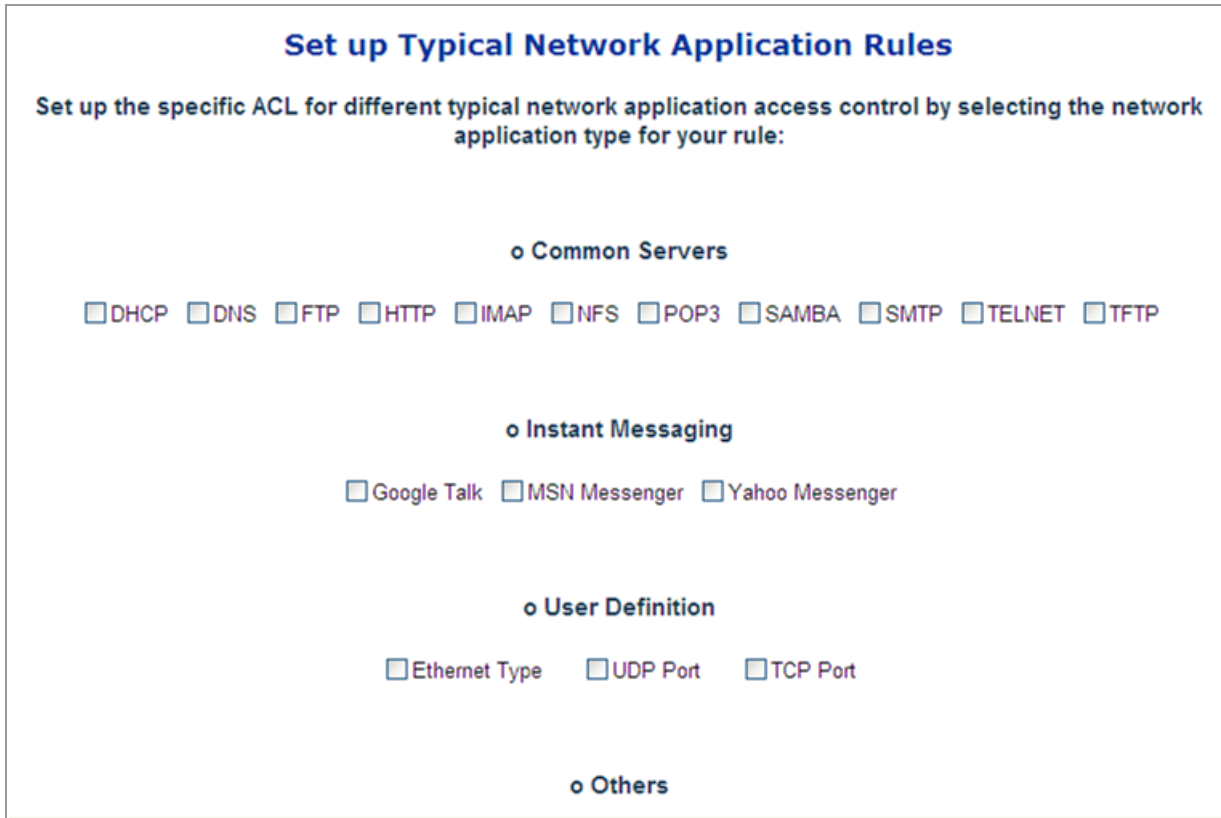 Set up Typical Network Application Rules
Set up the specific ACL for different typical network application access control by selecting the network
application type for your rule:
o Common Servers
DHCP DNS FTP HTTP IMAP NFS POP3 SAMBA SMTP TELNET TFTP
o Instant Messaging
Google Talk MSN Messenger Yahoo Messenger
o User Definition
Ethernet Type UDP Port TCP Port
o Others